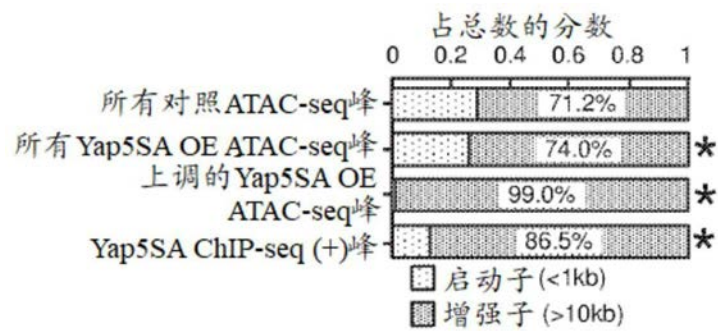 占总数的分数
0 0.2 0.4 0.6 0.8 1
所有对照ATAC-seq峰 71.2%
所有Yap5SA OE ATAC-seq峰 74.0% *
上调的Yap5SA OE
ATAC-seq峰 99.0% *
Yap5SA ChIP-seq (+)峰 86.5% *
启动子 (<1kb)
增强子 (>10kb)